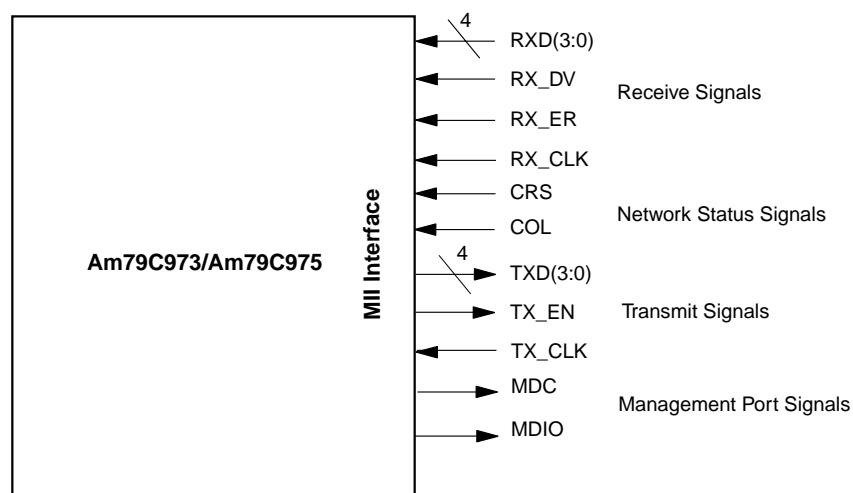 4
RXD(3:0)
RX_DV
Receive Signals
RX_ER
RX_CLK
CRS
Network Status Signals
COL
MII Interface
Am79C973/Am79C975
4
TXD(3:0)
TX_EN
Transmit Signals
TX_CLK
MDC
Management Port Signals
MDIO